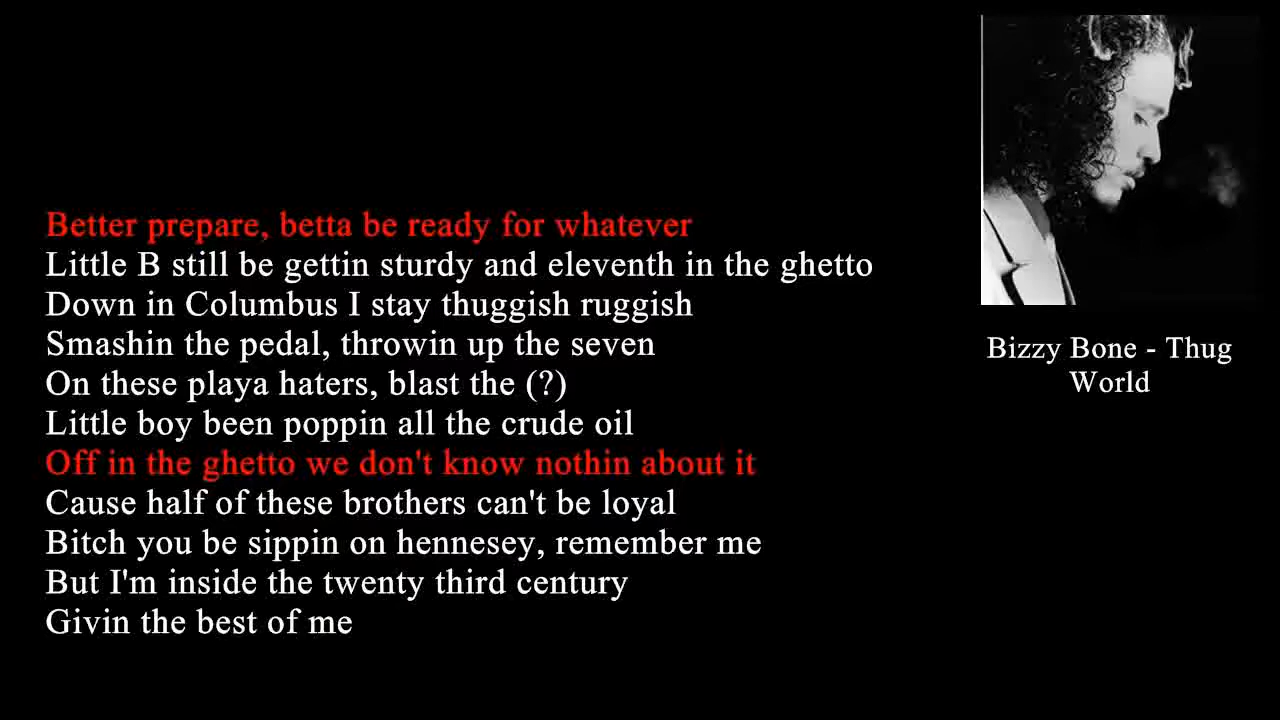 Better prepare, betta be ready for whatever
Little B still be gettin sturdy and eleventh in the ghetto
Down in Columbus I stay thuggish ruggish
Smashin the pedal, throwin up the seven
On these playa haters, blast the (?)
Little boy been poppin all the crude oil
Off in the ghetto we don't know nothin about it
Cause half of these brothers can't be loyal
Bitch you be sippin on hennesey, remember me
But I'm inside the twenty third century
Givin the best of me
Bizzy Bone - Thug
World